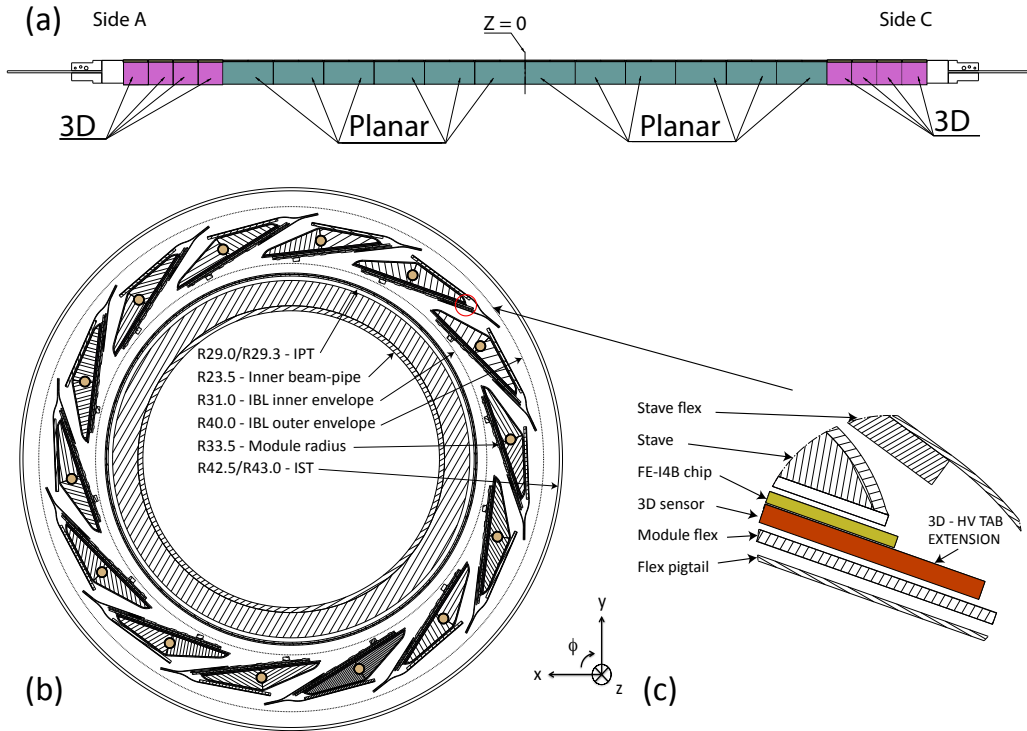 (a)
Side A
Z = 0
Side C
3D
Planar
Planar
3D
R29.0/R29.3 - IPT
R23.5 - Inner beam-pipe
R31.0 - IBL inner envelope
R40.0 - IBL outer envelope
R33.5 - Module radius
R42.5/R43.0 - IST
(b)
Stave flex
Stave
FE-I4B chip
3D sensor
Module flex
Flex pigtail
3D - HV TAB
EXTENSION
y
ϕ
x
z
(c)